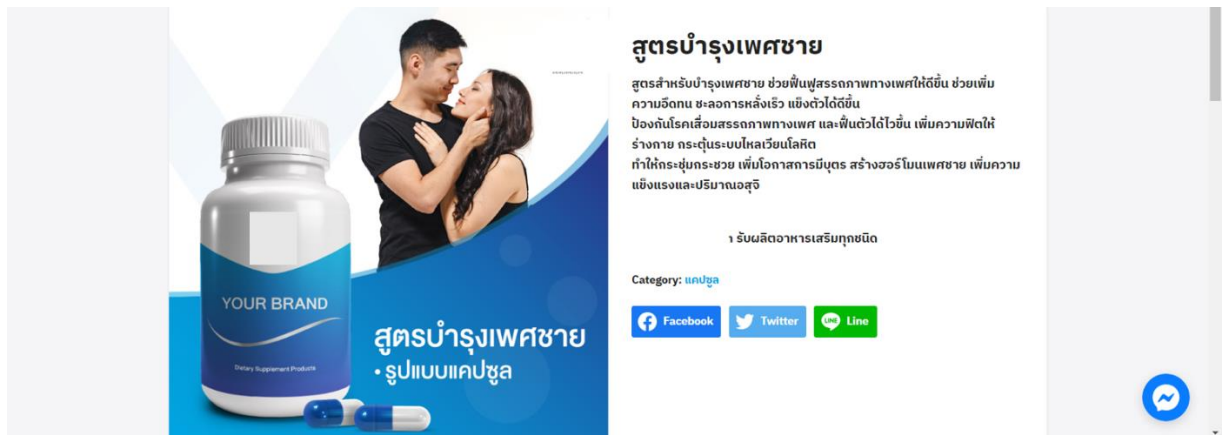 สูตรบำรุงเพศชาย
สูตรสำหรับบำรุงเพศชาย ช่วยฟื้นฟูสรรถภาพทางเพศให้ดีขึ้น ช่วยเพิ่ม
ความอึดทน ชะลอการหลั่งเร็ว แข็งตัวได้ดีขึ้น
ป้องกันโรคเสื่อมสรรถภาพทางเพศ และฟื้นตัวได้ไวขึ้น เพิ่มความฟิตให้
ร่างกาย กระตุ้นระบบไหลเวียนโลหิต
ทำให้กระชุ่มกระชวย เพิ่มโอกาสการมีบุตร สร้างฮอร์โมนเพศชาย เพิ่มความ
แข็งแรงและปริมาณอสุจิ
รับผลิตอาหารเสริมทุกชนิด
Category: แคปซูล
Facebook
Twitter
LINE Line
YOUR BRAND
Dietary Supplement Products
สูตรบำรุงเพศชาย
• รูปแบบแคปซูล